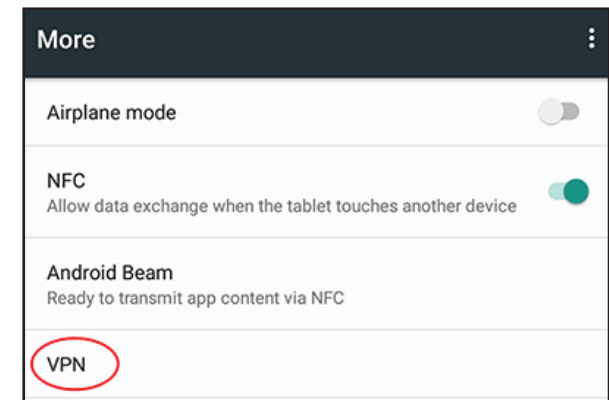 More
Airplane mode
NFC
Allow data exchange when the tablet touches another device
Android Beam
Ready to transmit app content via NFC
VPN